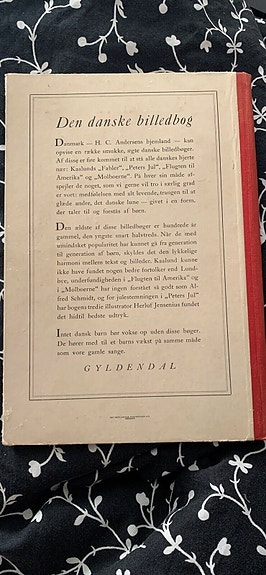 Den danske billedbog
Danmark — H. C. Andersens hjemland — kan
opvise en række smukke, ægte danske billedbøger.
Af disse er fire kommet til at stå alle danskes hjerte
nær: Kaalunds „Fabler", „Peters Jul", „Flugten til
Amerika" og „Molboerne". På hver sin måde af-
spejler de noget, som vi gerne vil tro i særlig grad
er vort: medfølelsen med alt levende, trangen til at
glæde andre, det danske lune — givet i en form,
der taler til og forstås af børn.
Den ældste af disse billedbøger er hundrede år
gammel, den yngste snart halvtreds. Når de med
umindsket popularitet har kunnet gå fra generation
til generation af børn, skyldes det den lykkelige
harmoni mellem tekst og billeder. Kaalund kunne
ikke have fundet nogen bedre fortolker end Lund-
bye, underfundigheden i „Flugten til Amerika" og
i „Molboerne" har ingen forstået så godt som Al-
fred Schmidt, og for julestemningen i „Peters Jul"
har bogens tredie illustrator Herluf Jensenius fundet
det hidtil bedste udtryk.
Intet dansk barn bør vokse op uden disse bøger.
De hører med til et barns vækst på samme måde
som vore gamle sange.
GYLDENDAL